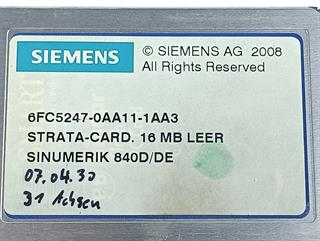 SIEMENS
© SIEMENS AG 2008
All Rights Reserved
6FC5247-0AA11-1AA3
STRATA-CARD. 16 MB LEER
SINUMERIK 840D/DE
07.04.30
31 Achsen